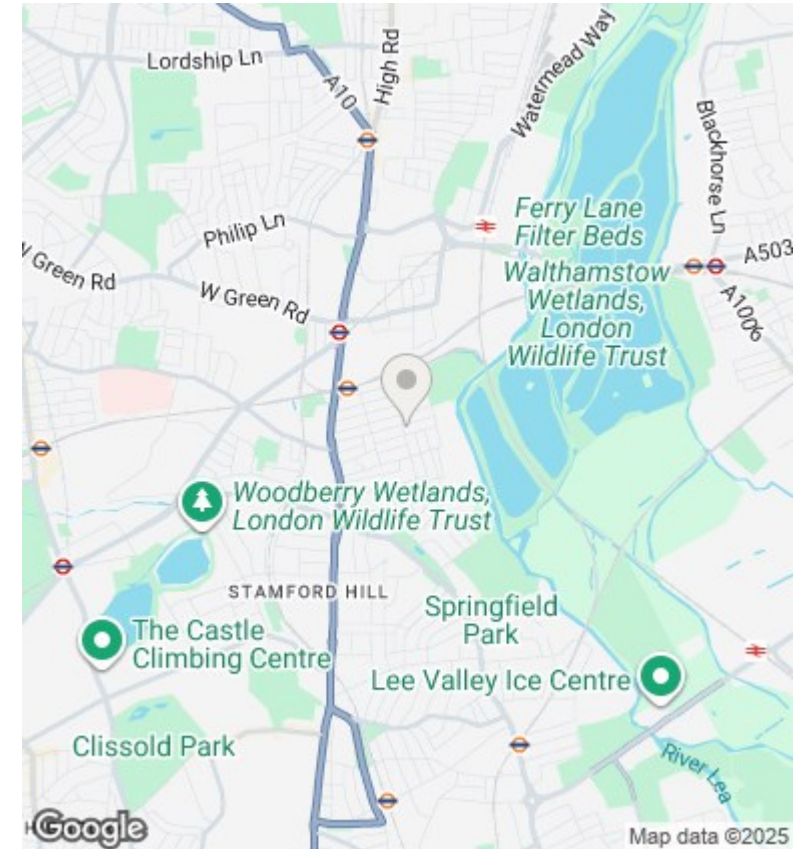 Lordship Ln
High Rd
A10
Watermead Way
Blackhorse Ln
Philip Ln
Ferry Lane
Filter Beds
A503
Green Rd
W Green Rd
Walthamstow
Wetlands,
London
Wildlife Trust
A1006
Woodberry Wetlands,
London Wildlife Trust
STAMFORD HILL
Springfield
Park
The Castle
Climbing Centre
Lee Valley Ice Centre
Clissold Park
River Lea
Google
Map data ©2025